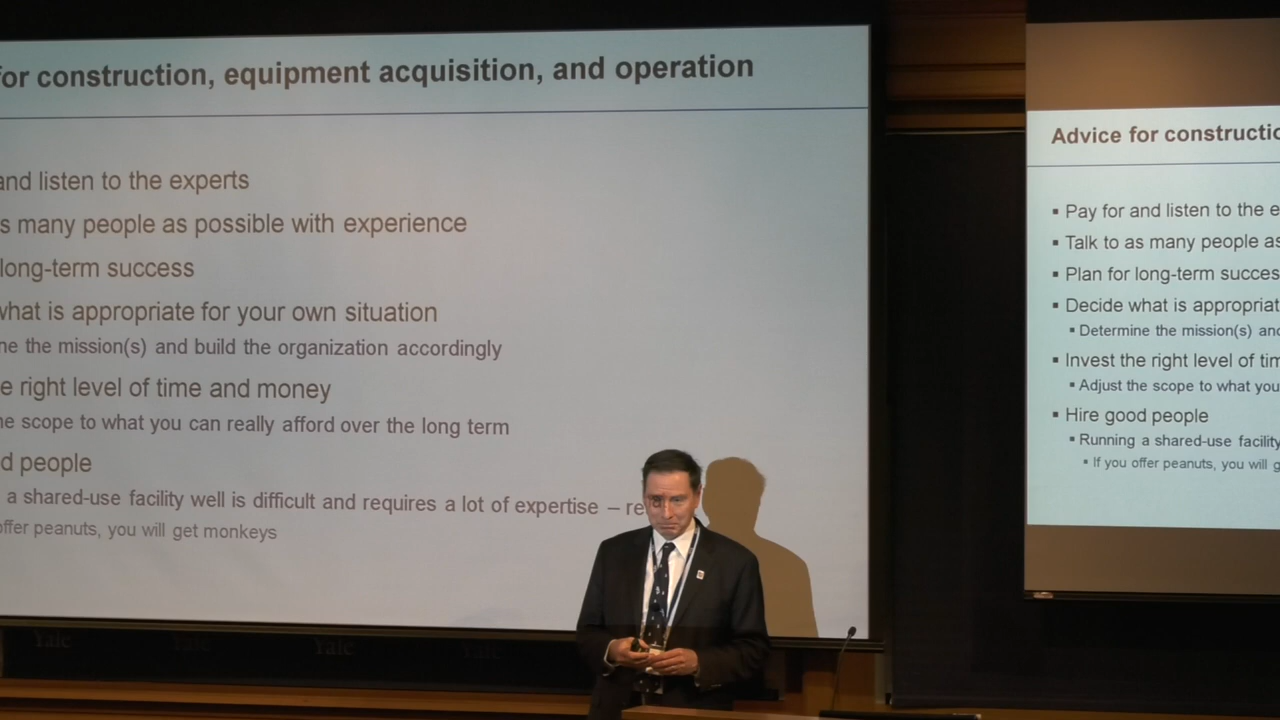 for construction, equipment acquisition, and operation
and listen to the experts
s many people as possible with experience
long-term success
what is appropriate for your own situation
ne the mission(s) and build the organization accordingly
e right level of time and money
he scope to what you can really afford over the long term
d people
a shared-use facility well is difficult and requires a lot of expertise – re
offer peanuts, you will get monkeys
Yale Yale Yale Yale
Advice for constructio
▪ Pay for and listen to the e
▪ Talk to as many people as
▪ Plan for long-term succes
▪ Decide what is appropriat
▪ Determine the mission(s) and
▪ Invest the right level of tim
▪ Adjust the scope to what you
▪ Hire good people
▪ Running a shared-use facility
▪ If you offer peanuts, you will g